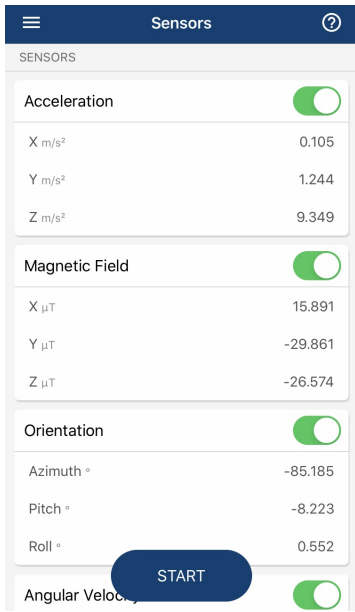 Sensors
SENSORS
Acceleration
X m/s² 0.105
Y m/s² 1.244
Z m/s² 9.349
Magnetic Field
X μT 15.891
Y μT -29.861
Z μT -26.574
Orientation
Azimuth ° -85.185
Pitch ° -8.223
Roll ° 0.552
START
Angular